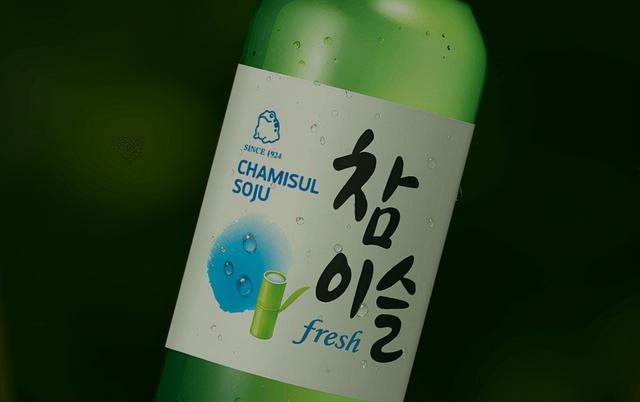 SINCE 1924
CHAMISUL
SOJU
참
이슬
fresh